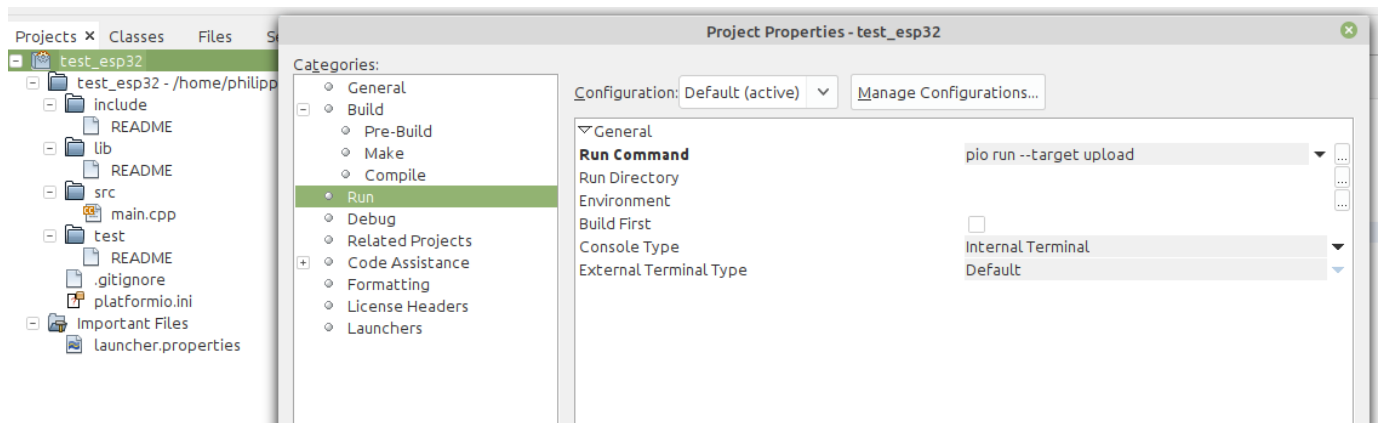 Projects × Classes Files
test_esp32
test_esp32 - /home/philipp
include
README
lib
README
src
main.cpp
test
README
.gitignore
platformio.ini
Important Files
launcher.properties
Project Properties - test_esp32
Categories:
General
Build
Pre-Build
Make
Compile
Run
Debug
Related Projects
Code Assistance
Formatting
License Headers
Launchers
Configuration: Default (active) Manage Configurations...
General
Run Command pio run --target upload ...
Run Directory ...
Environment ...
Build First
Console Type Internal Terminal
External Terminal Type Default